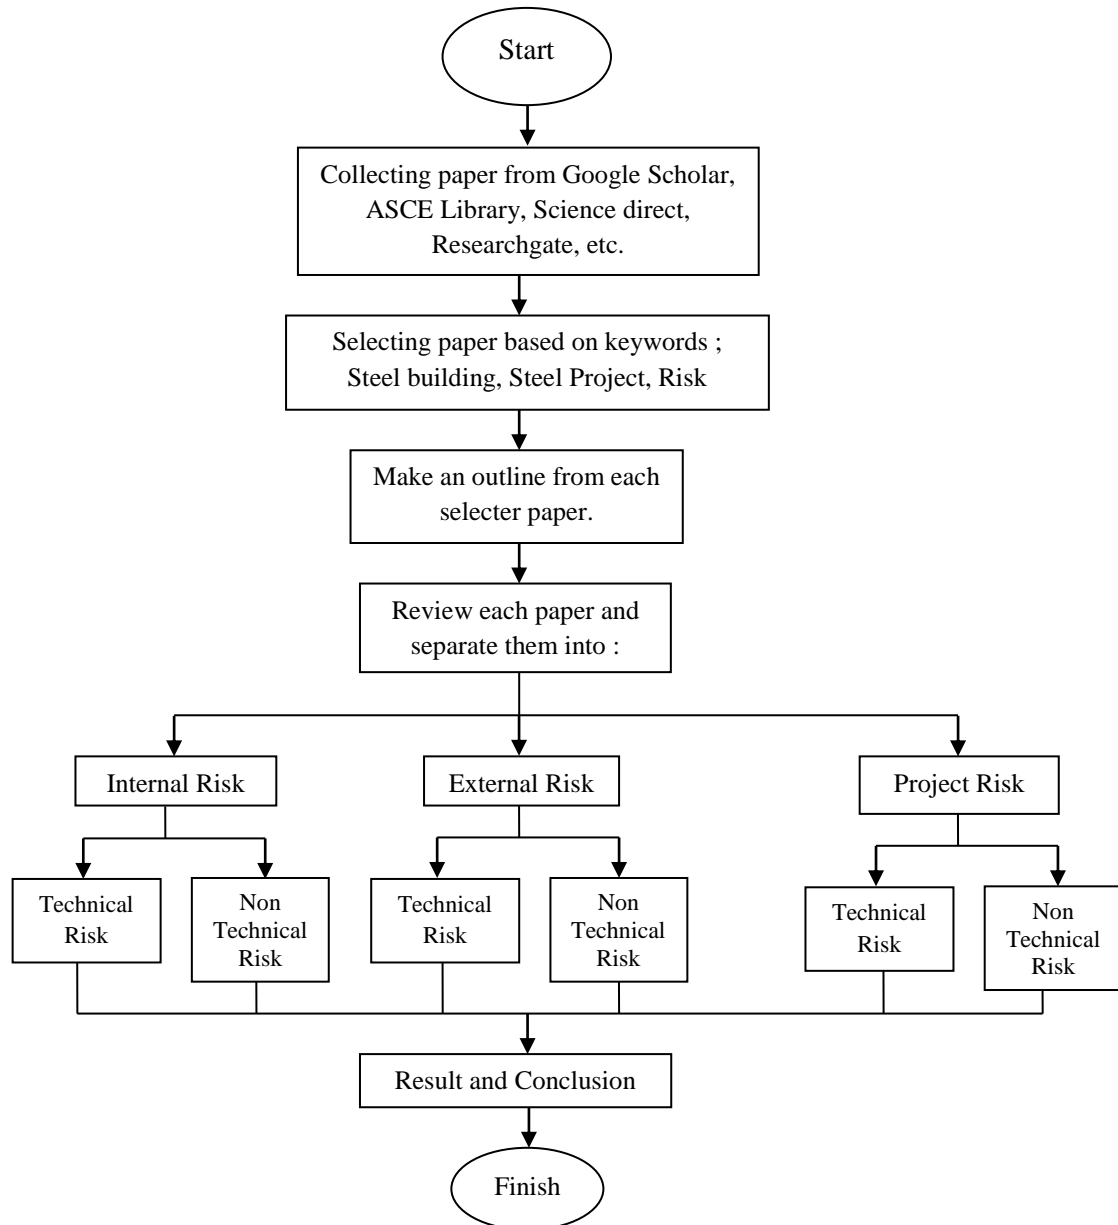 Start
Collecting paper from Google Scholar,
ASCE Library, Science direct,
Researchgate, etc.
Selecting paper based on keywords ;
Steel building, Steel Project, Risk
Make an outline from each
selecter paper.
Review each paper and
separate them into :
Internal Risk
External Risk
Project Risk
Technical
Risk
Non
Technical
Risk
Technical
Risk
Non
Technical
Risk
Technical
Risk
Non
Technical
Risk
Result and Conclusion
Finish